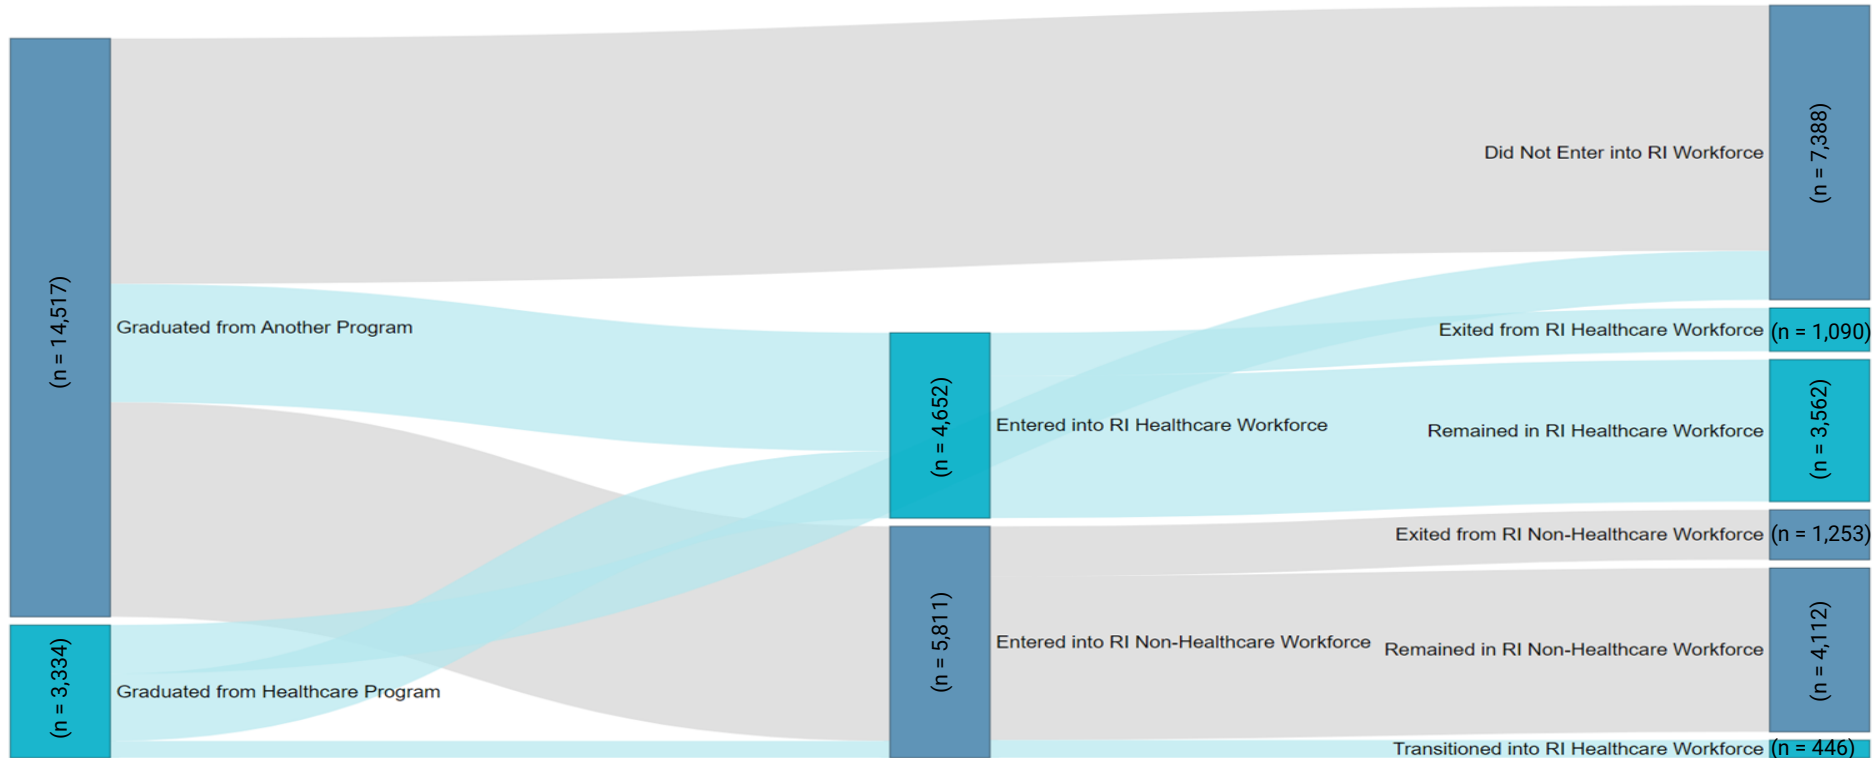 (n = 14,517)
Graduated from Another Program
(n = 3,334)
Graduated from Healthcare Program
(n = 4,652)
Entered into RI Healthcare Workforce
(n = 5,811)
Entered into RI Non-Healthcare Workforce
Did Not Enter into RI Workforce
(n = 7,388)
Exited from RI Healthcare Workforce
(n = 1,090)
Remained in RI Healthcare Workforce
(n = 3,562)
Exited from RI Non-Healthcare Workforce
(n = 1,253)
Remained in RI Non-Healthcare Workforce
(n = 4,112)
Transitioned into RI Healthcare Workforce
(n = 446)